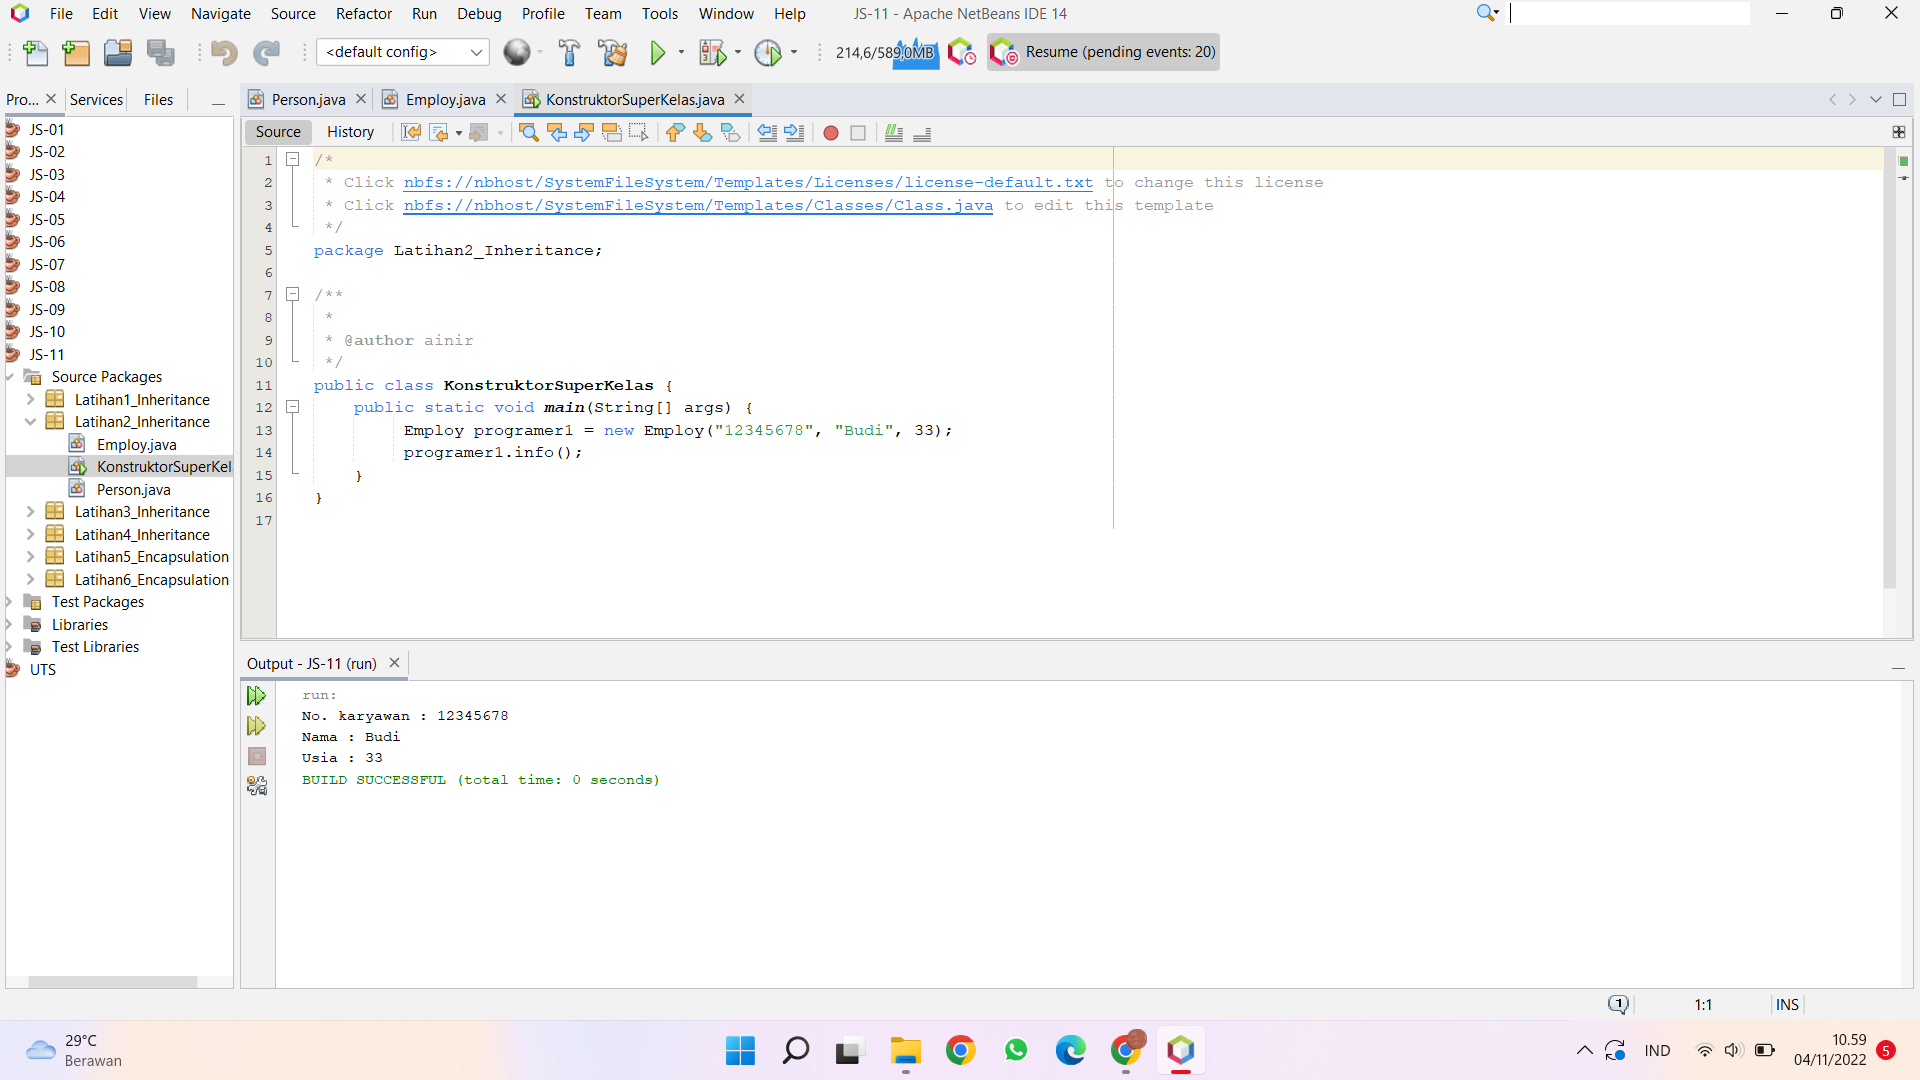 File Edit View Navigate Source Refactor Run Debug Profile Team Tools Window Help JS-11 - Apache NetBeans IDE 14
<default config> 214,6/589,0MB Resume (pending events: 20)
Pro... Services Files Person.java Employ.java KonstruktorSuperKelas.java
Source History
JS-01
JS-02
JS-03
JS-04
JS-05
JS-06
JS-07
JS-08
JS-09
JS-10
JS-11
Source Packages
Latihan1_Inheritance
Latihan2_Inheritance
Employ.java
KonstruktorSuperKel
Person.java
Latihan3_Inheritance
Latihan4_Inheritance
Latihan5_Encapsulation
Latihan6_Encapsulation
Test Packages
Libraries
Test Libraries
UTS
1 /*
2 * Click nbfs://nbhost/SystemFileSystem/Templates/Licenses/license-default.txt to change this license
3 * Click nbfs://nbhost/SystemFileSystem/Templates/Classes/Class.java to edit this template
4 */
5 package Latihan2_Inheritance;
6
7 /**
8 *
9 * @author ainir
10 */
11 public class KonstruktorSuperKelas {
12 public static void main(String[] args) {
13 Employ programer1 = new Employ("12345678", "Budi", 33);
14 programer1.info();
15 }
16 }
17
Output - JS-11 (run)
run:
No. karyawan : 12345678
Nama : Budi
Usia : 33
BUILD SUCCESSFUL (total time: 0 seconds)
1 1:1 INS
29°C
Berawan
IND
10.59
04/11/2022
5